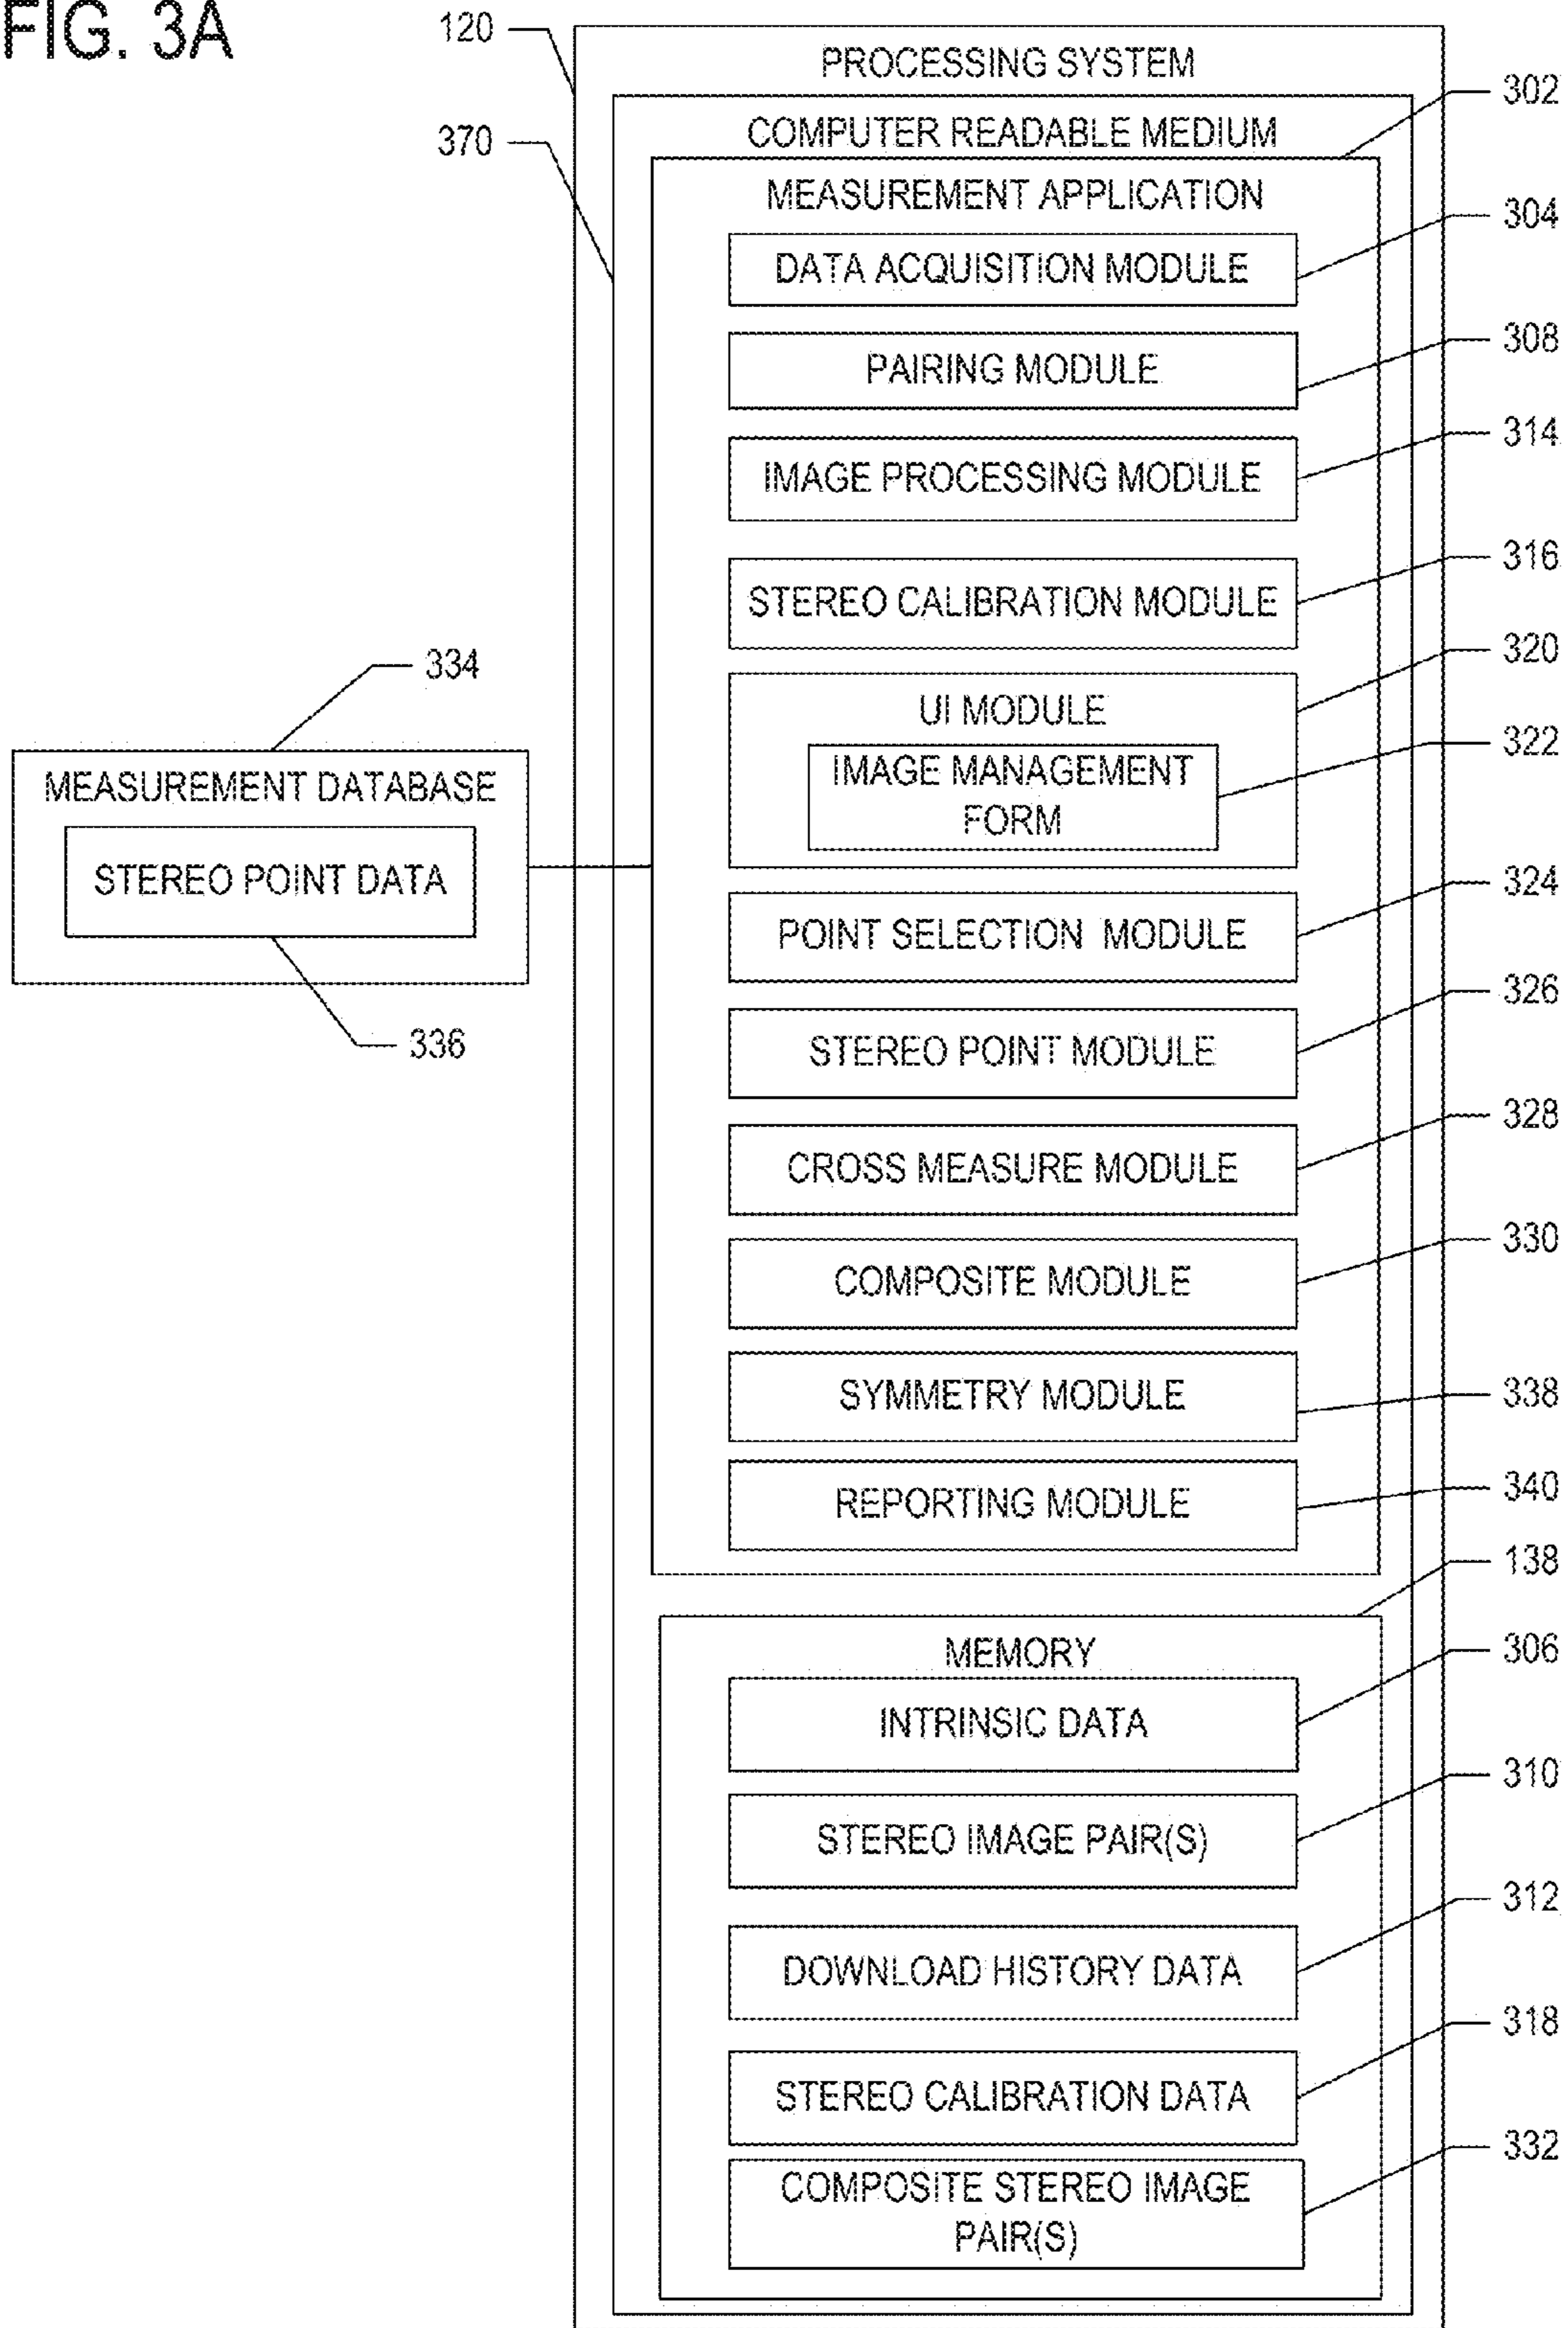 FIG. 3A
120
PROCESSING SYSTEM
302
370
COMPUTER READABLE MEDIUM
MEASUREMENT APPLICATION
304
DATA ACQUISITION MODULE
308
PAIRING MODULE
314
IMAGE PROCESSING MODULE
316
STEREO CALIBRATION MODULE
320
334
UI MODULE
322
IMAGE MANAGEMENT
FORM
MEASUREMENT DATABASE
STEREO POINT DATA
336
324
POINT SELECTION MODULE
326
STEREO POINT MODULE
328
CROSS MEASURE MODULE
330
COMPOSITE MODULE
338
SYMMETRY MODULE
340
REPORTING MODULE
138
MEMORY
306
INTRINSIC DATA
310
STEREO IMAGE PAIR(S)
312
DOWNLOAD HISTORY DATA
318
STEREO CALIBRATION DATA
332
COMPOSITE STEREO IMAGE
PAIR(S)